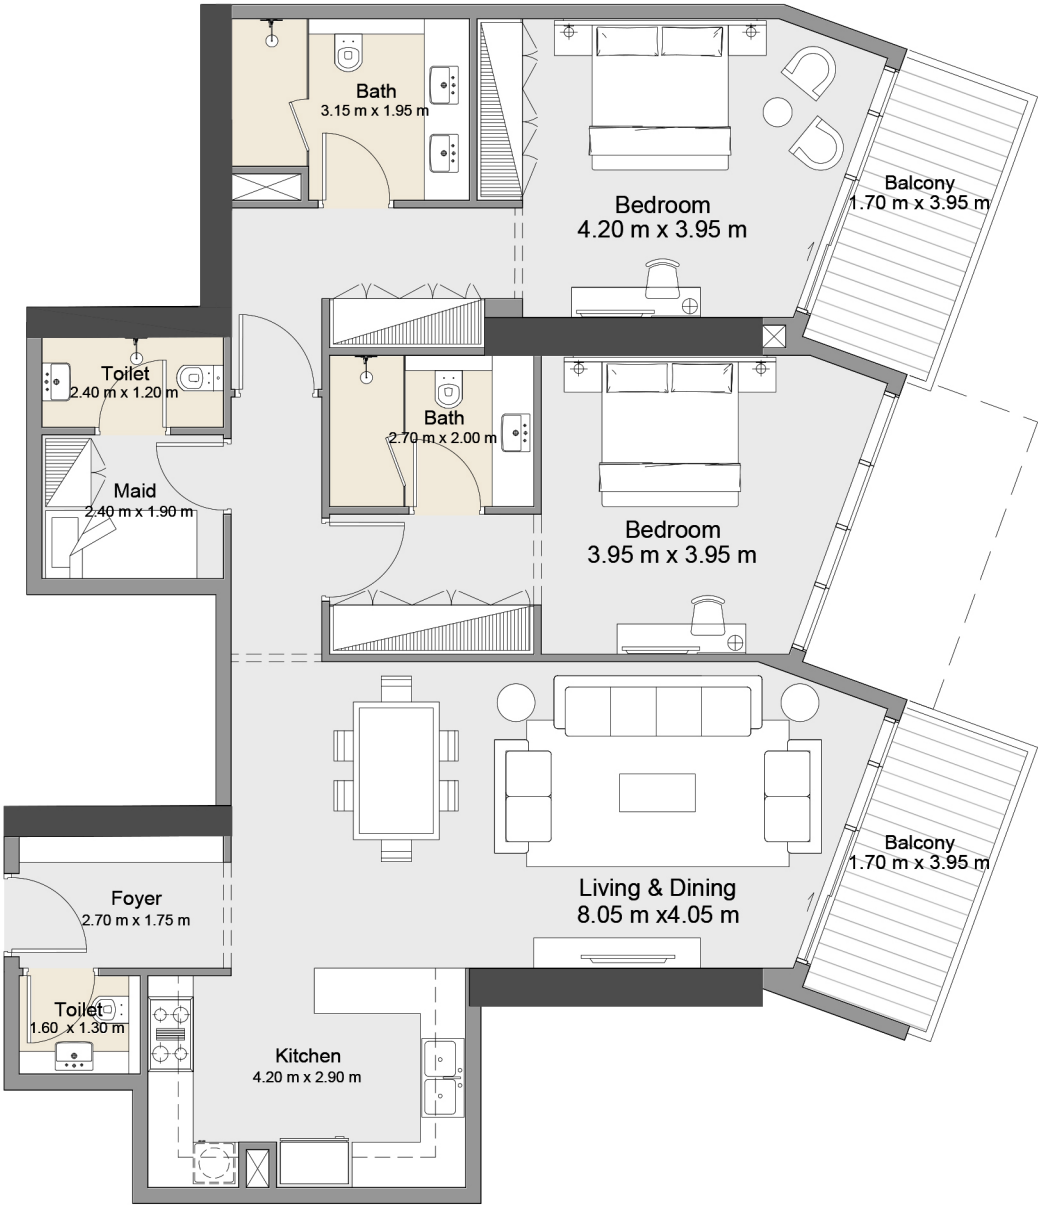 Bath
3.15 m x 1.95 m
Bedroom
4.20 m x 3.95 m
Balcony
1.70 m x 3.95 m
Toilet
2.40 m x 1.20 m
Bath
2.70 m x 2.00 m
Maid
2.40 m x 1.90 m
Bedroom
3.95 m x 3.95 m
Balcony
1.70 m x 3.95 m
Living & Dining
8.05 m x4.05 m
Foyer
2.70 m x 1.75 m
Toilet
1.60 x 1.30 m
Kitchen
4.20 m x 2.90 m